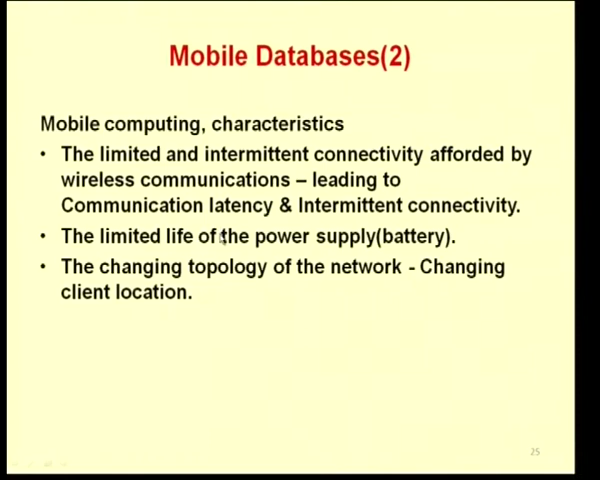 Mobile Databases(2)
Mobile computing, characteristics
• The limited and intermittent connectivity afforded by
wireless communications – leading to
Communication latency & Intermittent connectivity.
• The limited life of the power supply(battery).
• The changing topology of the network - Changing
client location.
25